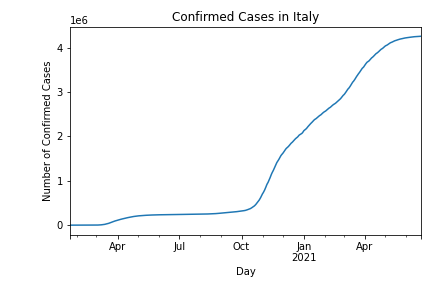 Confirmed Cases in Italy
1e6
Number of Confirmed Cases
4
3
2
1
0
Apr Jul Oct Jan Apr
2021
Day